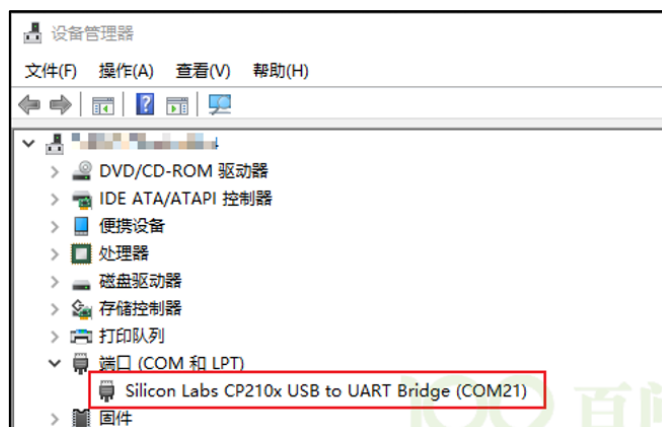 设备管理器
文件(F) 操作(A) 查看(V) 帮助(H)
DVD/CD-ROM 驱动器
IDE ATA/ATAPI 控制器
便携设备
处理器
磁盘驱动器
存储控制器
打印队列
端口 (COM 和 LPT)
Silicon Labs CP210x USB to UART Bridge (COM21)
固件
100 百问